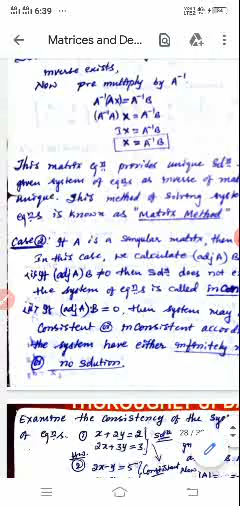 6:39
Matrices and De...
inverse exists,
Now pre multiply by A⁻¹
A⁻¹(AX) = A⁻¹B
(A⁻¹A) X = A⁻¹B
IX = A⁻¹B
X = A⁻¹B
This matrix eqⁿ provides unique Solⁿ
given system of eqns as inverse of mat
unique. This method of solving syste
eqns is known as "Matrix Method"
Case②: If A is a singular matrix, then
In this case, we calculate (adj A) B
(i) If (adj A)B ≠ 0 then Solⁿ does not e
the system of eqns is called incon
(ii) If (adj A)B = 0, then system may
Consistent or inconsistent accord
the system have either infinitely
or no solution.
Examine the consistency of the Sys
of eqns. ① x+2y=2
2x+3y=3
② 2x-y=5
Consistent